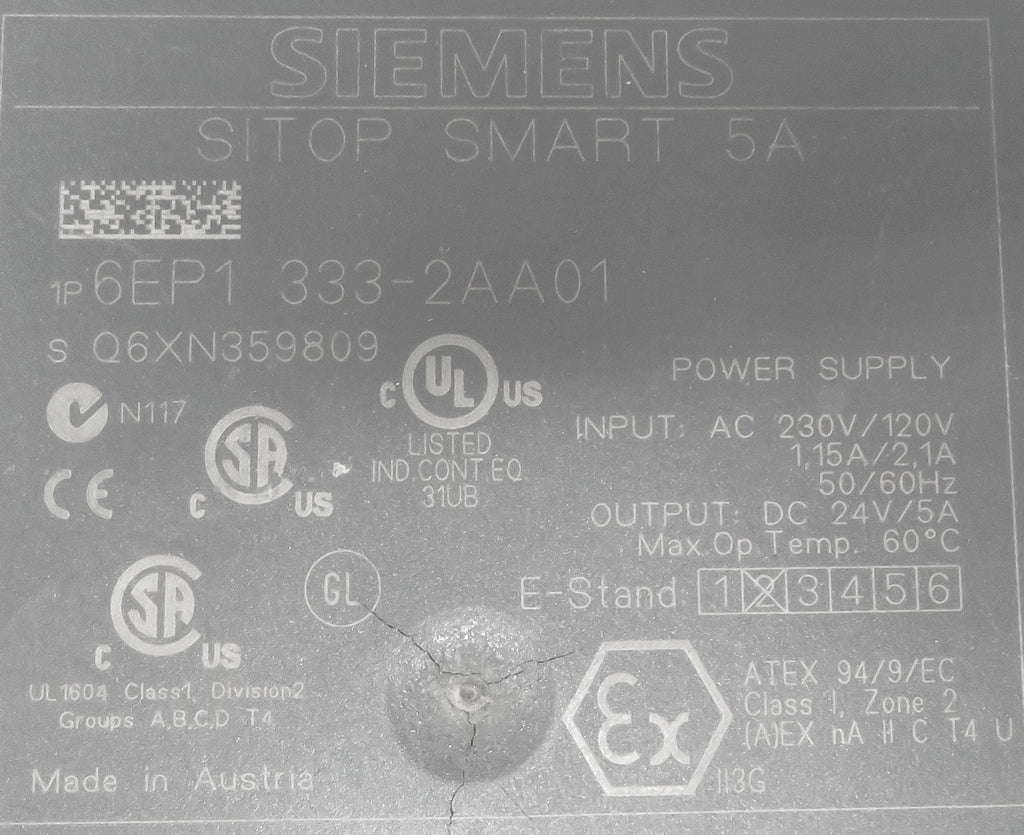 SIEMENS
SITOP SMART 5A
1P 6EP1 333-2AA01
S Q6XN359809
N117
CE
C SA US
C UL US
LISTED
IND.CONT.EQ.
31UB
POWER SUPPLY
INPUT: AC 230V/120V
1,15A/2,1A
50/60Hz
OUTPUT: DC 24V/5A
Max.Op Temp. 60°C
E-Stand: 1 2 3 4 5 6
GL
C SA US
UL1604 Class1, Division2
Groups A,B,C,D T4
Made in Austria
Ex
ATEX 94/9/EC
Class I, Zone 2
(A)EX nA II C T4 U
II3G